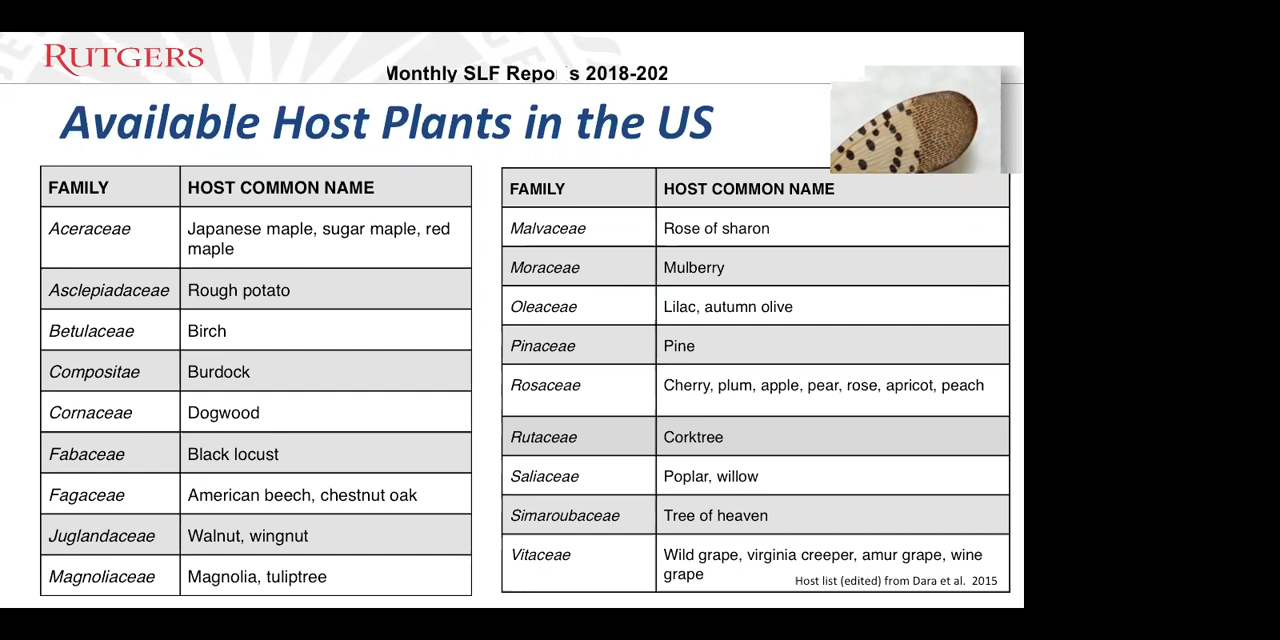 RUTGERS
Monthly SLF Repo s 2018-202
Available Host Plants in the US
FAMILY HOST COMMON NAME
Aceraceae Japanese maple, sugar maple, red
maple
Asclepiadaceae Rough potato
Betulaceae Birch
Compositae Burdock
Cornaceae Dogwood
Fabaceae Black locust
Fagaceae American beech, chestnut oak
Juglandaceae Walnut, wingnut
Magnoliaceae Magnolia, tuliptree
FAMILY HOST COMMON NAME
Malvaceae Rose of sharon
Moraceae Mulberry
Oleaceae Lilac, autumn olive
Pinaceae Pine
Rosaceae Cherry, plum, apple, pear, rose, apricot, peach
Rutaceae Corktree
Saliaceae Poplar, willow
Simaroubaceae Tree of heaven
Vitaceae Wild grape, virginia creeper, amur grape, wine
grape
Host list (edited) from Dara et al. 2015